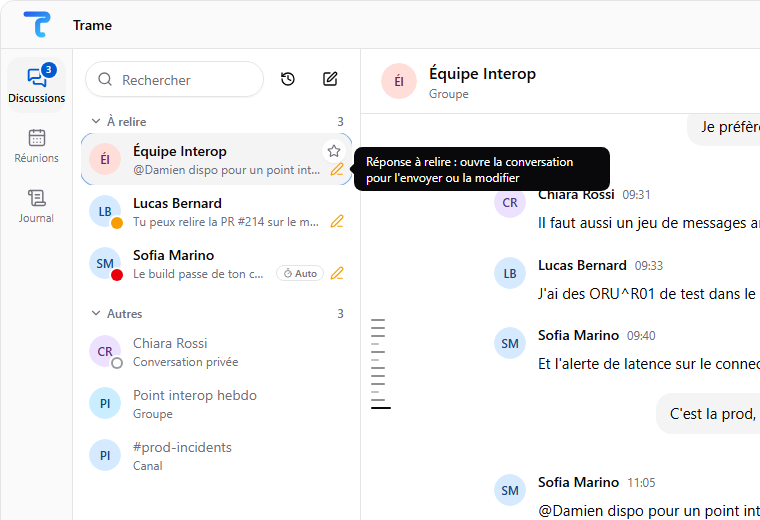 Trame
3
Discussions
Réunions
Journal
Rechercher
À relire 3
ÉI
Équipe Interop
@Damien dispo pour un point int...
LB
Lucas Bernard
Tu peux relire la PR #214 sur le m...
SM
Sofia Marino
Le build passe de ton c... Auto
Autres 3
CR
Chiara Rossi
Conversation privée
PI
Point interop hebdo
Groupe
PI
#prod-incidents
Canal
ÉI
Équipe Interop
Groupe
Je préfère
Réponse à relire : ouvre la conversation
pour l'envoyer ou la modifier
CR
Chiara Rossi 09:31
Il faut aussi un jeu de messages
LB
Lucas Bernard 09:33
J'ai des ORU^R01 de test dans le
SM
Sofia Marino 09:40
Et l'alerte de latence sur le
C'est la prod,
SM
Sofia Marino 11:05
@Damien dispo pour un point